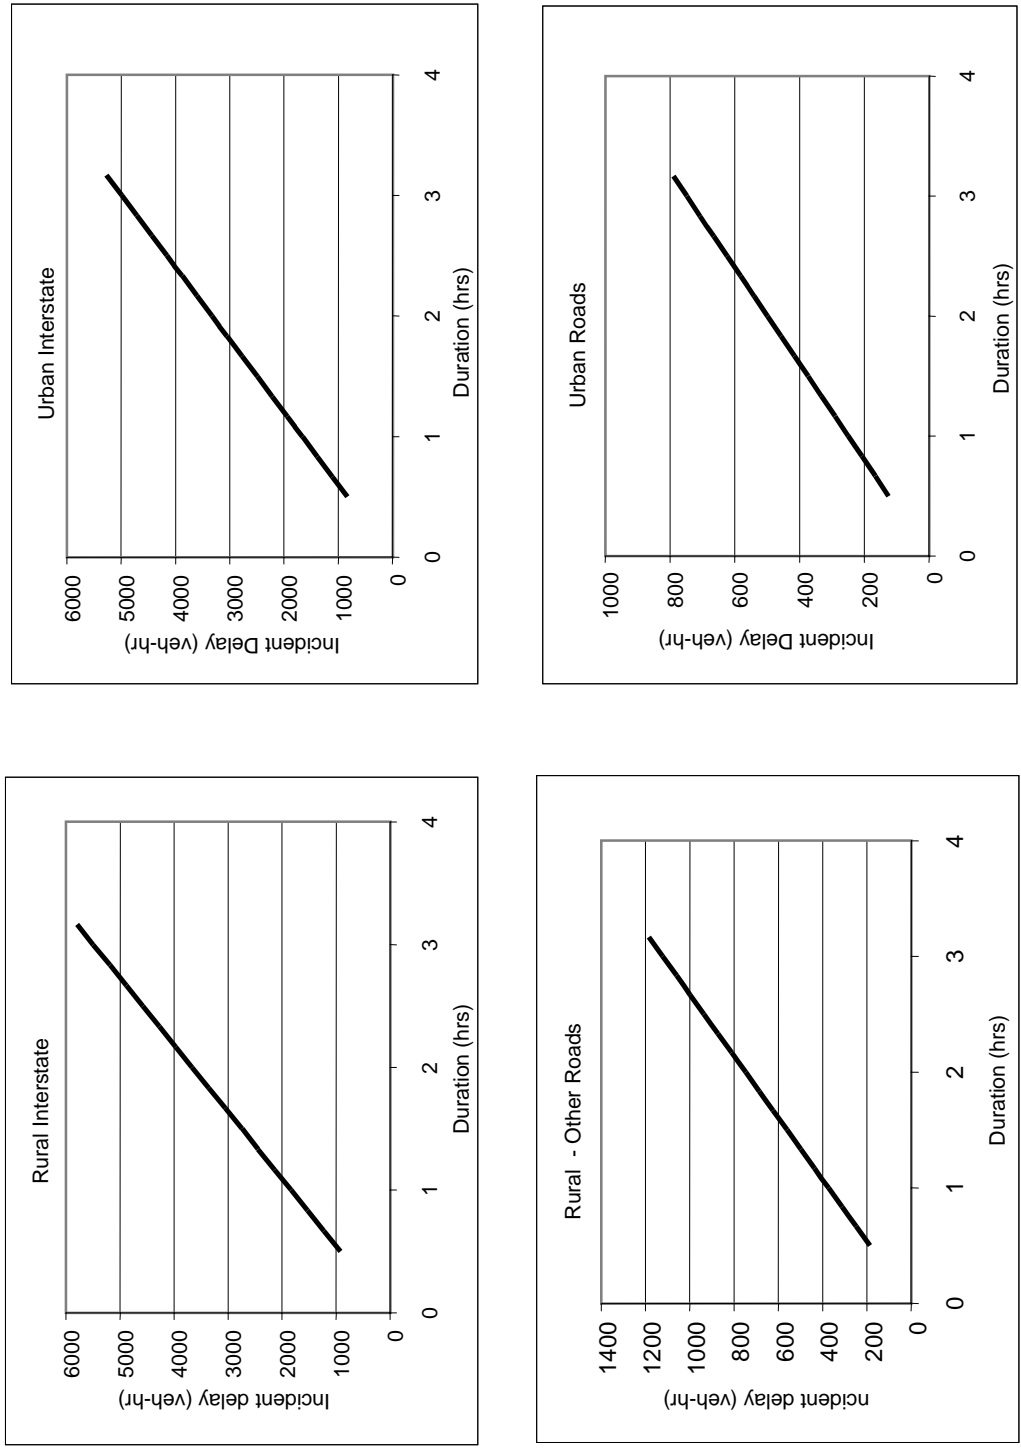 Rural Interstate
Incident delay (veh-hr)
6000
5000
4000
3000
2000
1000
0
0 1 2 3 4
Duration (hrs)
Urban Interstate
Incident Delay (veh-hr)
6000
5000
4000
3000
2000
1000
0
0 1 2 3 4
Duration (hrs)
Rural - Other Roads
ncident delay (veh-hr)
1400
1200
1000
800
600
400
200
0
0 1 2 3 4
Duration (hrs)
Urban Roads
Incident Delay (veh-hr)
1000
800
600
400
200
0
0 1 2 3 4
Duration (hrs)